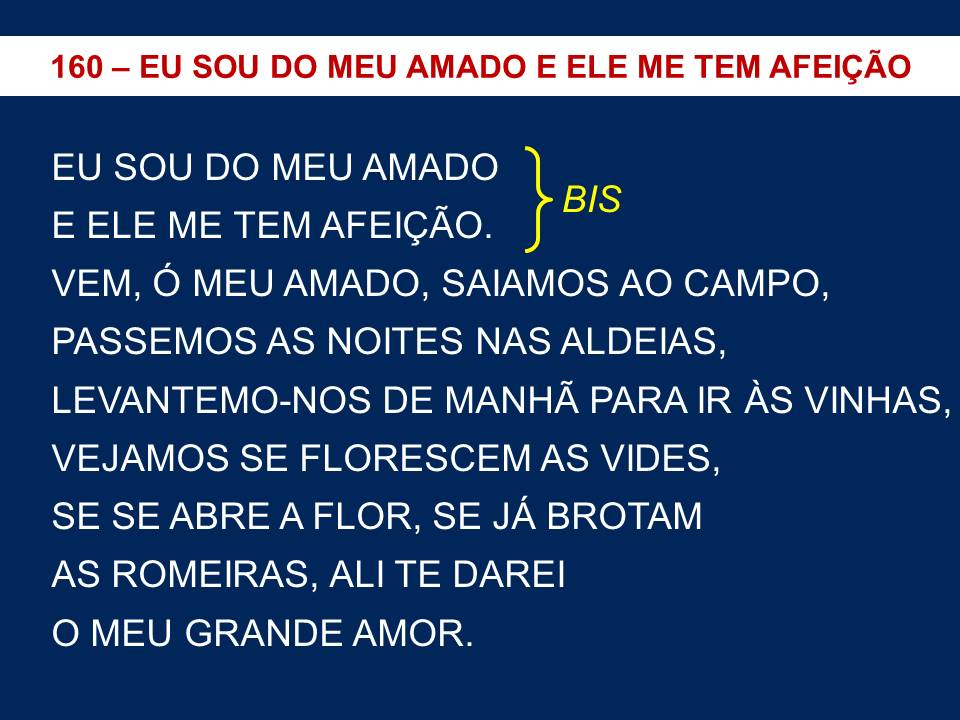 160 – EU SOU DO MEU AMADO E ELE ME TEM AFEIÇÃO
EU SOU DO MEU AMADO
E ELE ME TEM AFEIÇÃO.
BIS
VEM, Ó MEU AMADO, SAIAMOS AO CAMPO,
PASSEMOS AS NOITES NAS ALDEIAS,
LEVANTEMO-NOS DE MANHÃ PARA IR ÀS VINHAS,
VEJAMOS SE FLORESCEM AS VIDES,
SE SE ABRE A FLOR, SE JÁ BROTAM
AS ROMEIRAS, ALI TE DAREI
O MEU GRANDE AMOR.